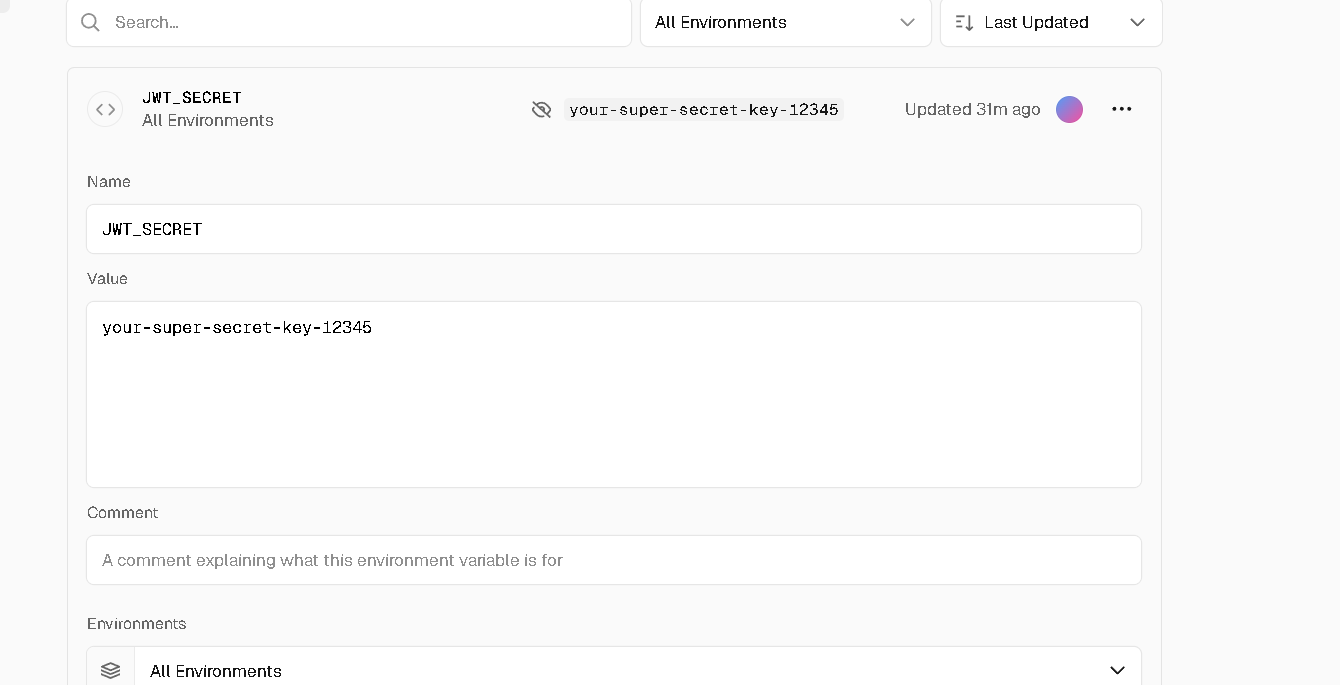 Search...
All Environments
Last Updated
JWT_SECRET
All Environments
your-super-secret-key-12345
Updated 31m ago
Name
JWT_SECRET
Value
your-super-secret-key-12345
Comment
A comment explaining what this environment variable is for
Environments
All Environments